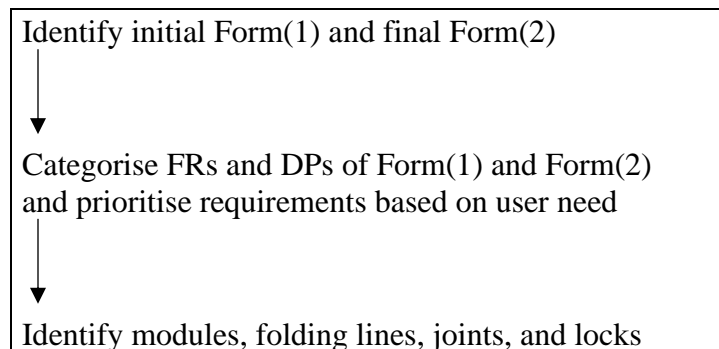 Identify initial Form(1) and final Form(2)
Categorise FRs and DPs of Form(1) and Form(2)
and prioritise requirements based on user need
Identify modules, folding lines, joints, and locks